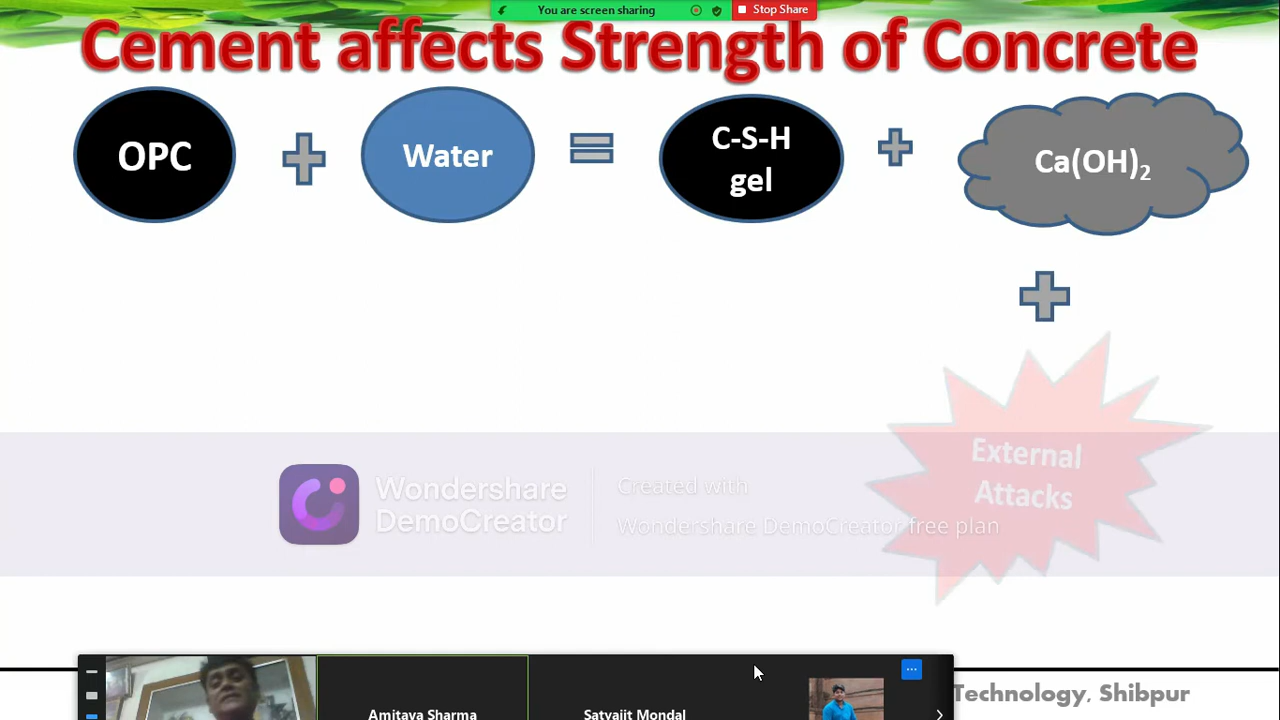 You are screen sharing
Stop Share
Cement affects Strength of Concrete
OPC
Water
C-S-H
gel
Ca(OH)2
External
Attacks
Wondershare
DemoCreator
Created with
Wondershare DemoCreator free plan
Technology, Shibpur
Amitava Sharma
Satyajit Mondal